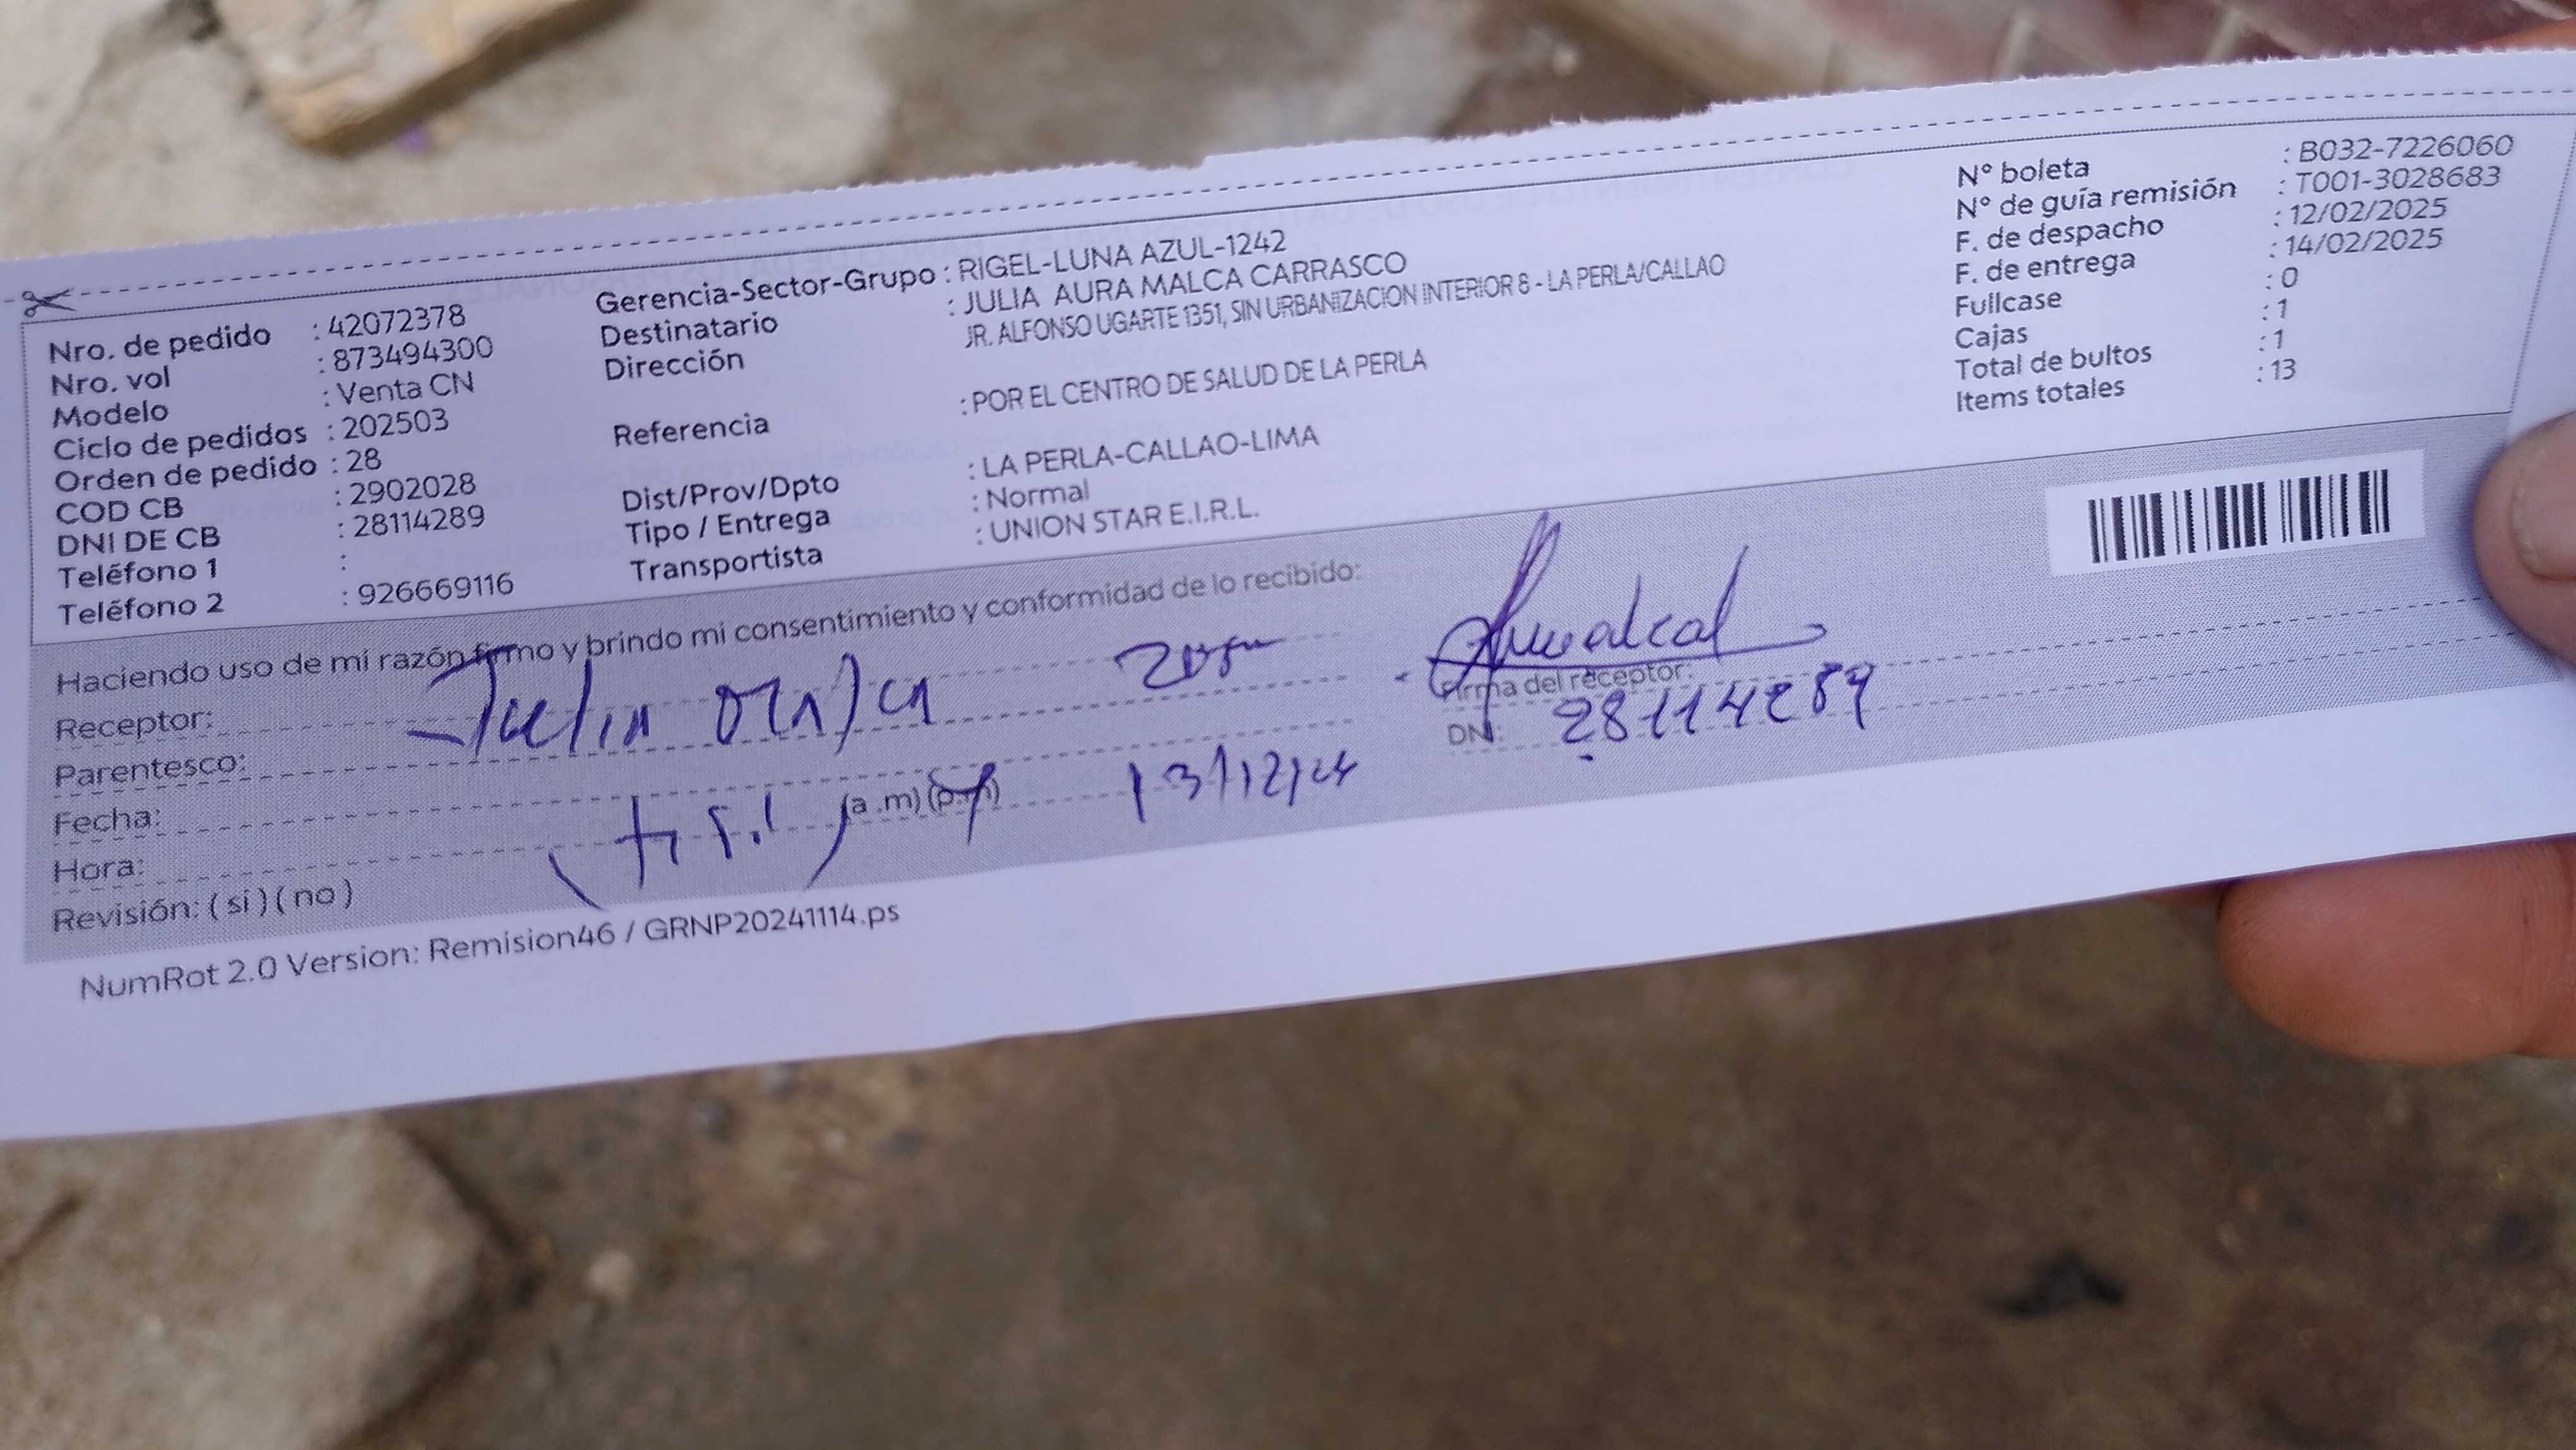 Nro. de pedido : 42072378
Nro. vol : 873494300
Modelo : Venta CN
Ciclo de pedidos : 202503
Orden de pedido : 28
COD CB : 2902028
DNI DE CB : 28114289
Teléfono 1 :
Teléfono 2 : 926669116
Gerencia-Sector-Grupo : RIGEL-LUNA AZUL-1242
Destinatario : JULIA AURA MALCA CARRASCO
Dirección JR. ALFONSO UGARTE 1351, SIN URBANIZACION INTERIOR 8 - LA PERLA/CALLAO
Referencia : POR EL CENTRO DE SALUD DE LA PERLA
Dist/Prov/Dpto : LA PERLA-CALLAO-LIMA
Tipo / Entrega : Normal
Transportista : UNION STAR E.I.R.L.
N° boleta : B032-7226060
N° de guía remisión : T001-3028683
F. de despacho : 12/02/2025
F. de entrega : 14/02/2025
Fullcase : 0
Cajas : 1
Total de bultos : 1
Items totales : 13
Haciendo uso de mi razón firmo y brindo mi consentimiento y conformidad de lo recibido:
Receptor: Julia
Parentesco:
Fecha:
Hora: (a.m) (p.m)
Revisión: ( si ) ( no )
Firma del receptor:
DNI: 28114289
NumRot 2.0 Version: Remision46 / GRNP20241114.ps